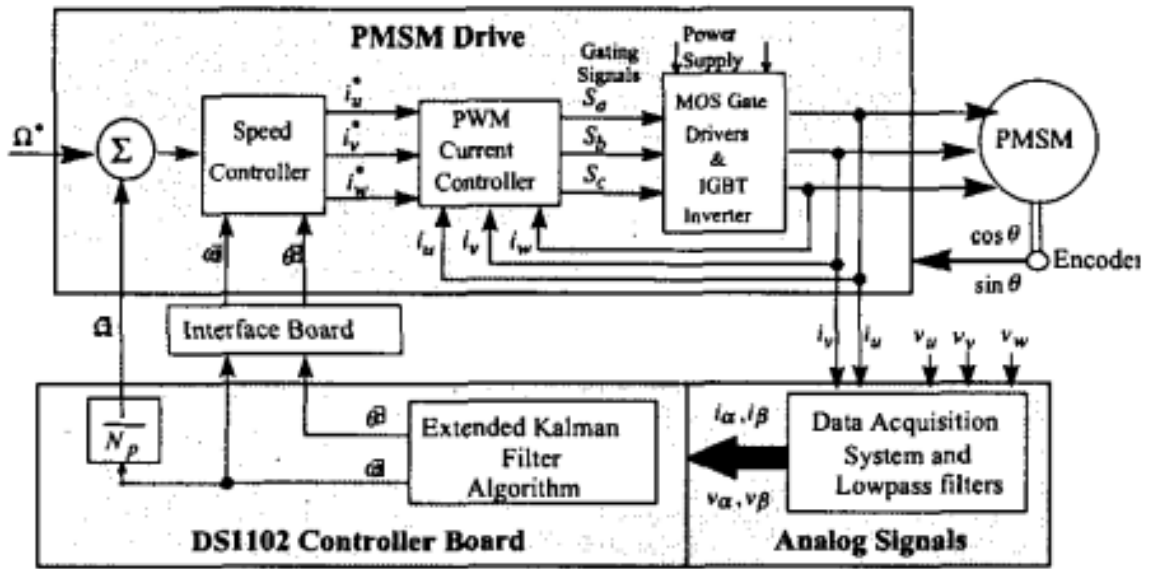 PMSM Drive
Gating
Signals
Power
Supply
Ω*
Σ
Speed
Controller
i*u
i*v
i*w
PWM
Current
Controller
Sa
Sb
Sc
MOS Gate
Drivers
&
IGBT
Inverter
PMSM
iu
iv
iw
cos θ
sin θ
Encoder
Interface Board
iv
iu
vu
vv
vw
Np
Extended Kalman
Filter
Algorithm
iα , iβ
vα , vβ
Data Acquisition
System and
Lowpass filters
DS1102 Controller Board
Analog Signals